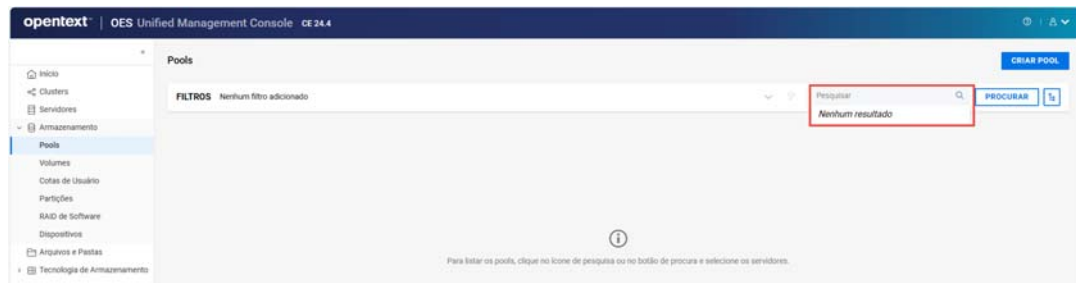 opentext™ | OES Unified Management Console CE 24.4
Início
Clusters
Servidores
Armazenamento
Pools
Volumes
Cotas de Usuário
Partições
RAID de Software
Dispositivos
Arquivos e Pastas
Tecnologia de Armazenamento
Pools
CRIAR POOL
FILTROS Nenhum filtro adicionado
Pesquisar
PROCURAR
Nenhum resultado
Para listar os pools, clique no ícone de pesquisa ou no botão de procura e selecione os servidores.